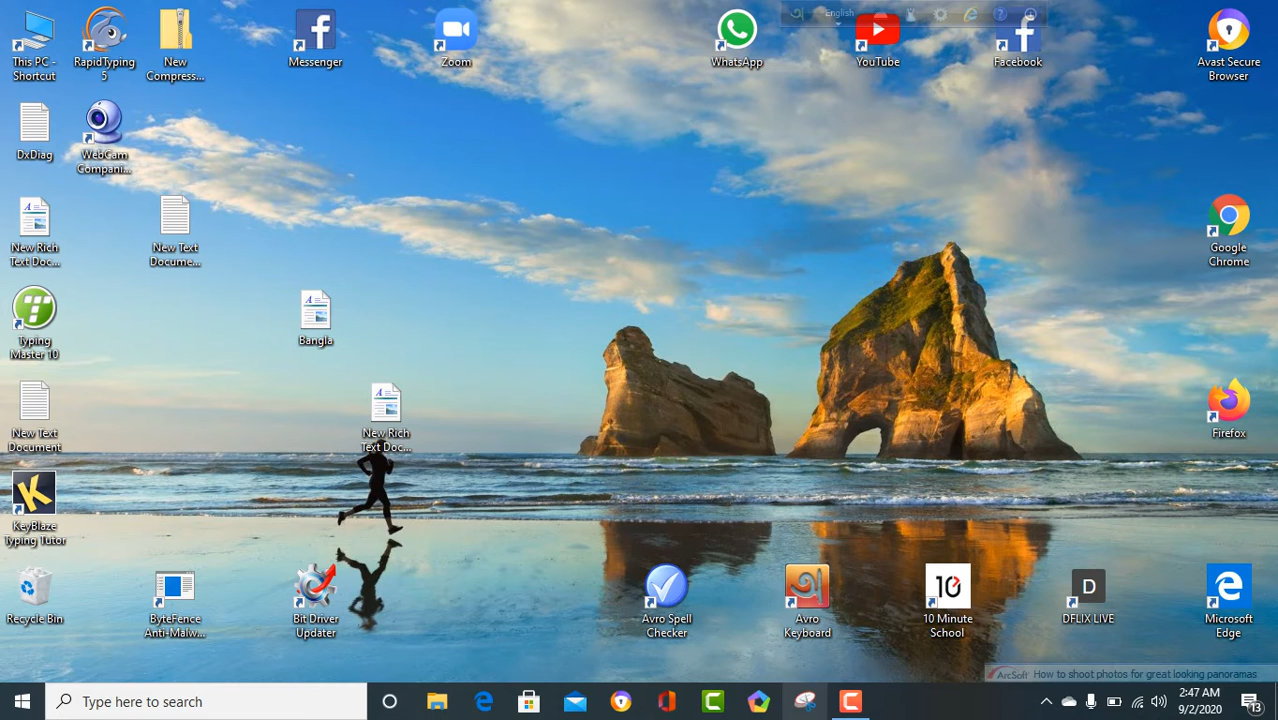 English
This PC -
Shortcut
RapidTyping
5
New
Compress...
Messenger
Zoom
WhatsApp
YouTube
Facebook
Avast Secure
Browser
DxDiag
WebCam
Compani...
New Rich
Text Doc...
New Text
Docume...
Google
Chrome
Typing
Master 10
Bangla
New Text
Document
New Rich
Text Doc...
Firefox
KeyBlaze
Typing Tutor
Recycle Bin
ByteFence
Anti-Malw...
Bit Driver
Updater
Avro Spell
Checker
অ
Avro
Keyboard
10
10 Minute
School
D
DFLIX LIVE
Microsoft
Edge
ArcSoft How to shoot photos for great looking panoramas
Type here to search
2:47 AM
9/2/2020
13